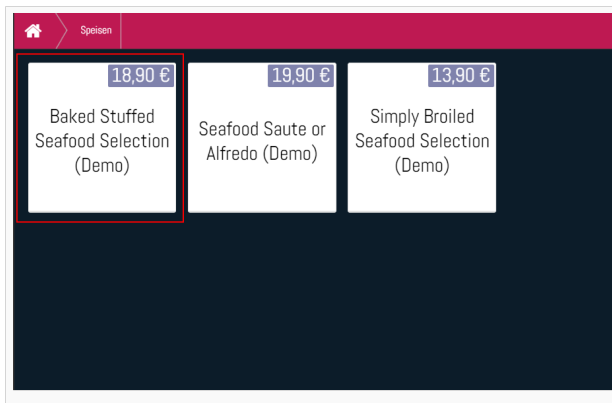 Speisen
18,90 €
Baked Stuffed
Seafood Selection
(Demo)
19,90 €
Seafood Saute or
Alfredo (Demo)
13,90 €
Simply Broiled
Seafood Selection
(Demo)